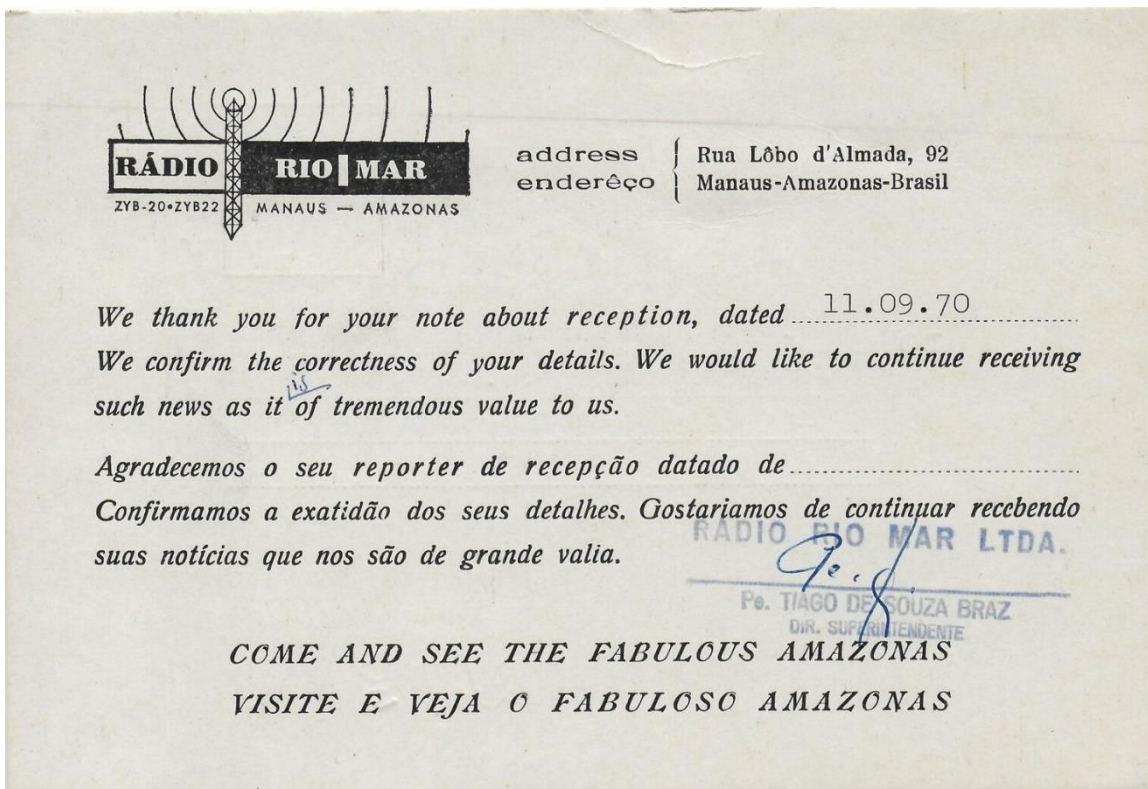 RÁDIO RIO MAR
ZYB-20•ZYB22 MANAUS — AMAZONAS
address
enderêço
Rua Lôbo d'Almada, 92
Manaus-Amazonas-Brasil
We thank you for your note about reception, dated 11.09.70
We confirm the correctness of your details. We would like to continue receiving
such news as it is of tremendous value to us.
Agradecemos o seu reporter de recepção datado de
Confirmamos a exatidão dos seus detalhes. Gostariamos de continuar recebendo
suas notícias que nos são de grande valia.
RADIO RIO MAR LTDA.
Pe. TIAGO DE SOUZA BRAZ
DIR. SUPERINTENDENTE
COME AND SEE THE FABULOUS AMAZONAS
VISITE E VEJA O FABULOSO AMAZONAS